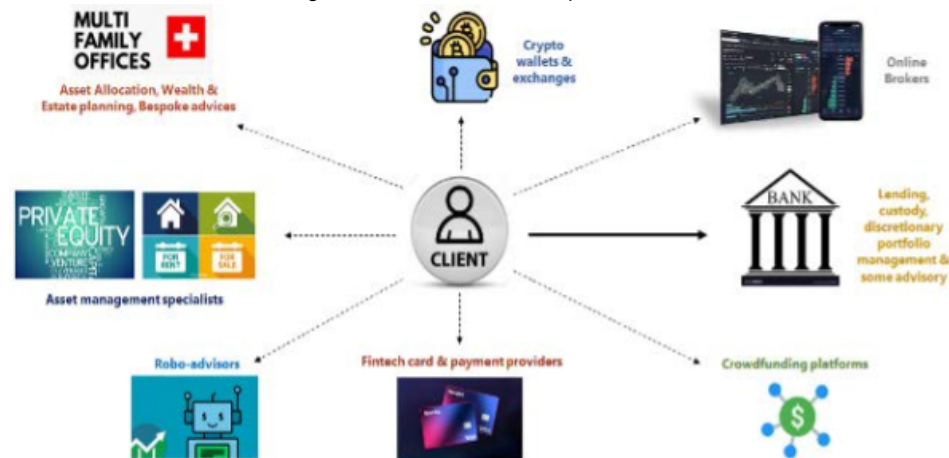 MULTI
FAMILY
OFFICES
Asset Allocation, Wealth &
Estate planning, Bespoke advices
Crypto
wallets &
exchanges
Online
Brokers
PRIVATE
EQUITY
COMPANY
VENTURE
FOR
RENT
FOR
SALE
Asset management specialists
CLIENT
BANK
Lending,
custody,
discretionary
portfolio
management &
some advisory
Robo-advisors
Fintech card & payment providers
Crowdfunding platforms
$